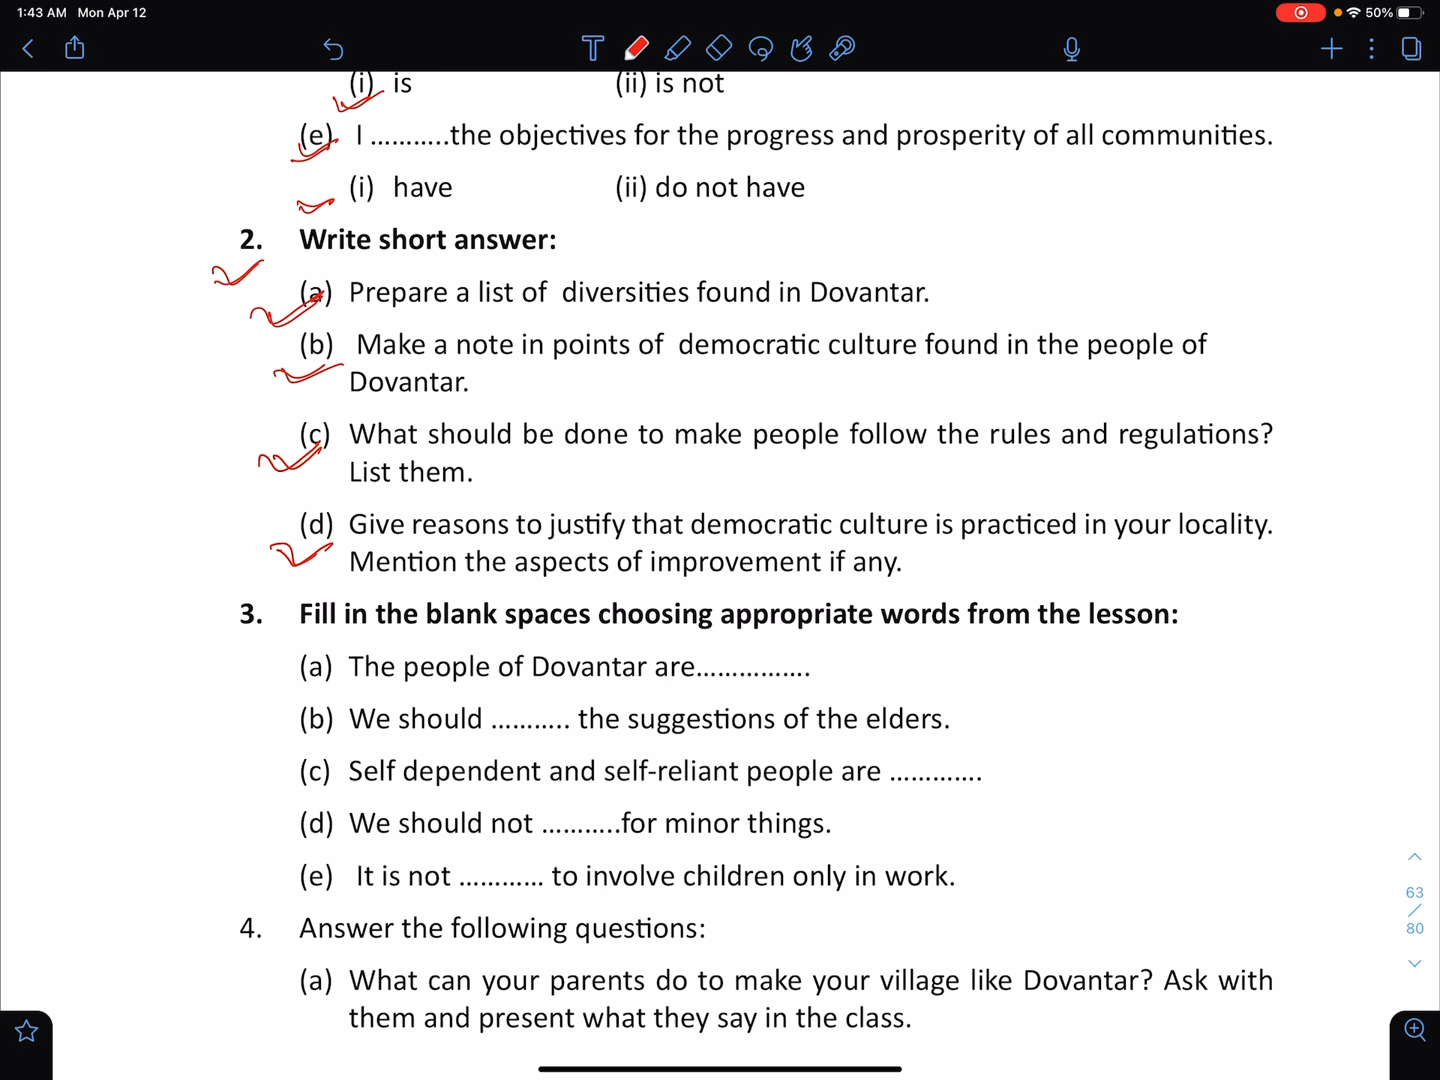 1:43 AM Mon Apr 12
50%
(i) is (ii) is not
(e) I ...........the objectives for the progress and prosperity of all communities.
(i) have (ii) do not have
2. Write short answer:
(a) Prepare a list of diversities found in Dovantar.
(b) Make a note in points of democratic culture found in the people of
Dovantar.
(c) What should be done to make people follow the rules and regulations?
List them.
(d) Give reasons to justify that democratic culture is practiced in your locality.
Mention the aspects of improvement if any.
3. Fill in the blank spaces choosing appropriate words from the lesson:
(a) The people of Dovantar are................
(b) We should ........... the suggestions of the elders.
(c) Self dependent and self-reliant people are .............
(d) We should not ...........for minor things.
(e) It is not ............ to involve children only in work.
4. Answer the following questions:
(a) What can your parents do to make your village like Dovantar? Ask with
them and present what they say in the class.
63
/
80